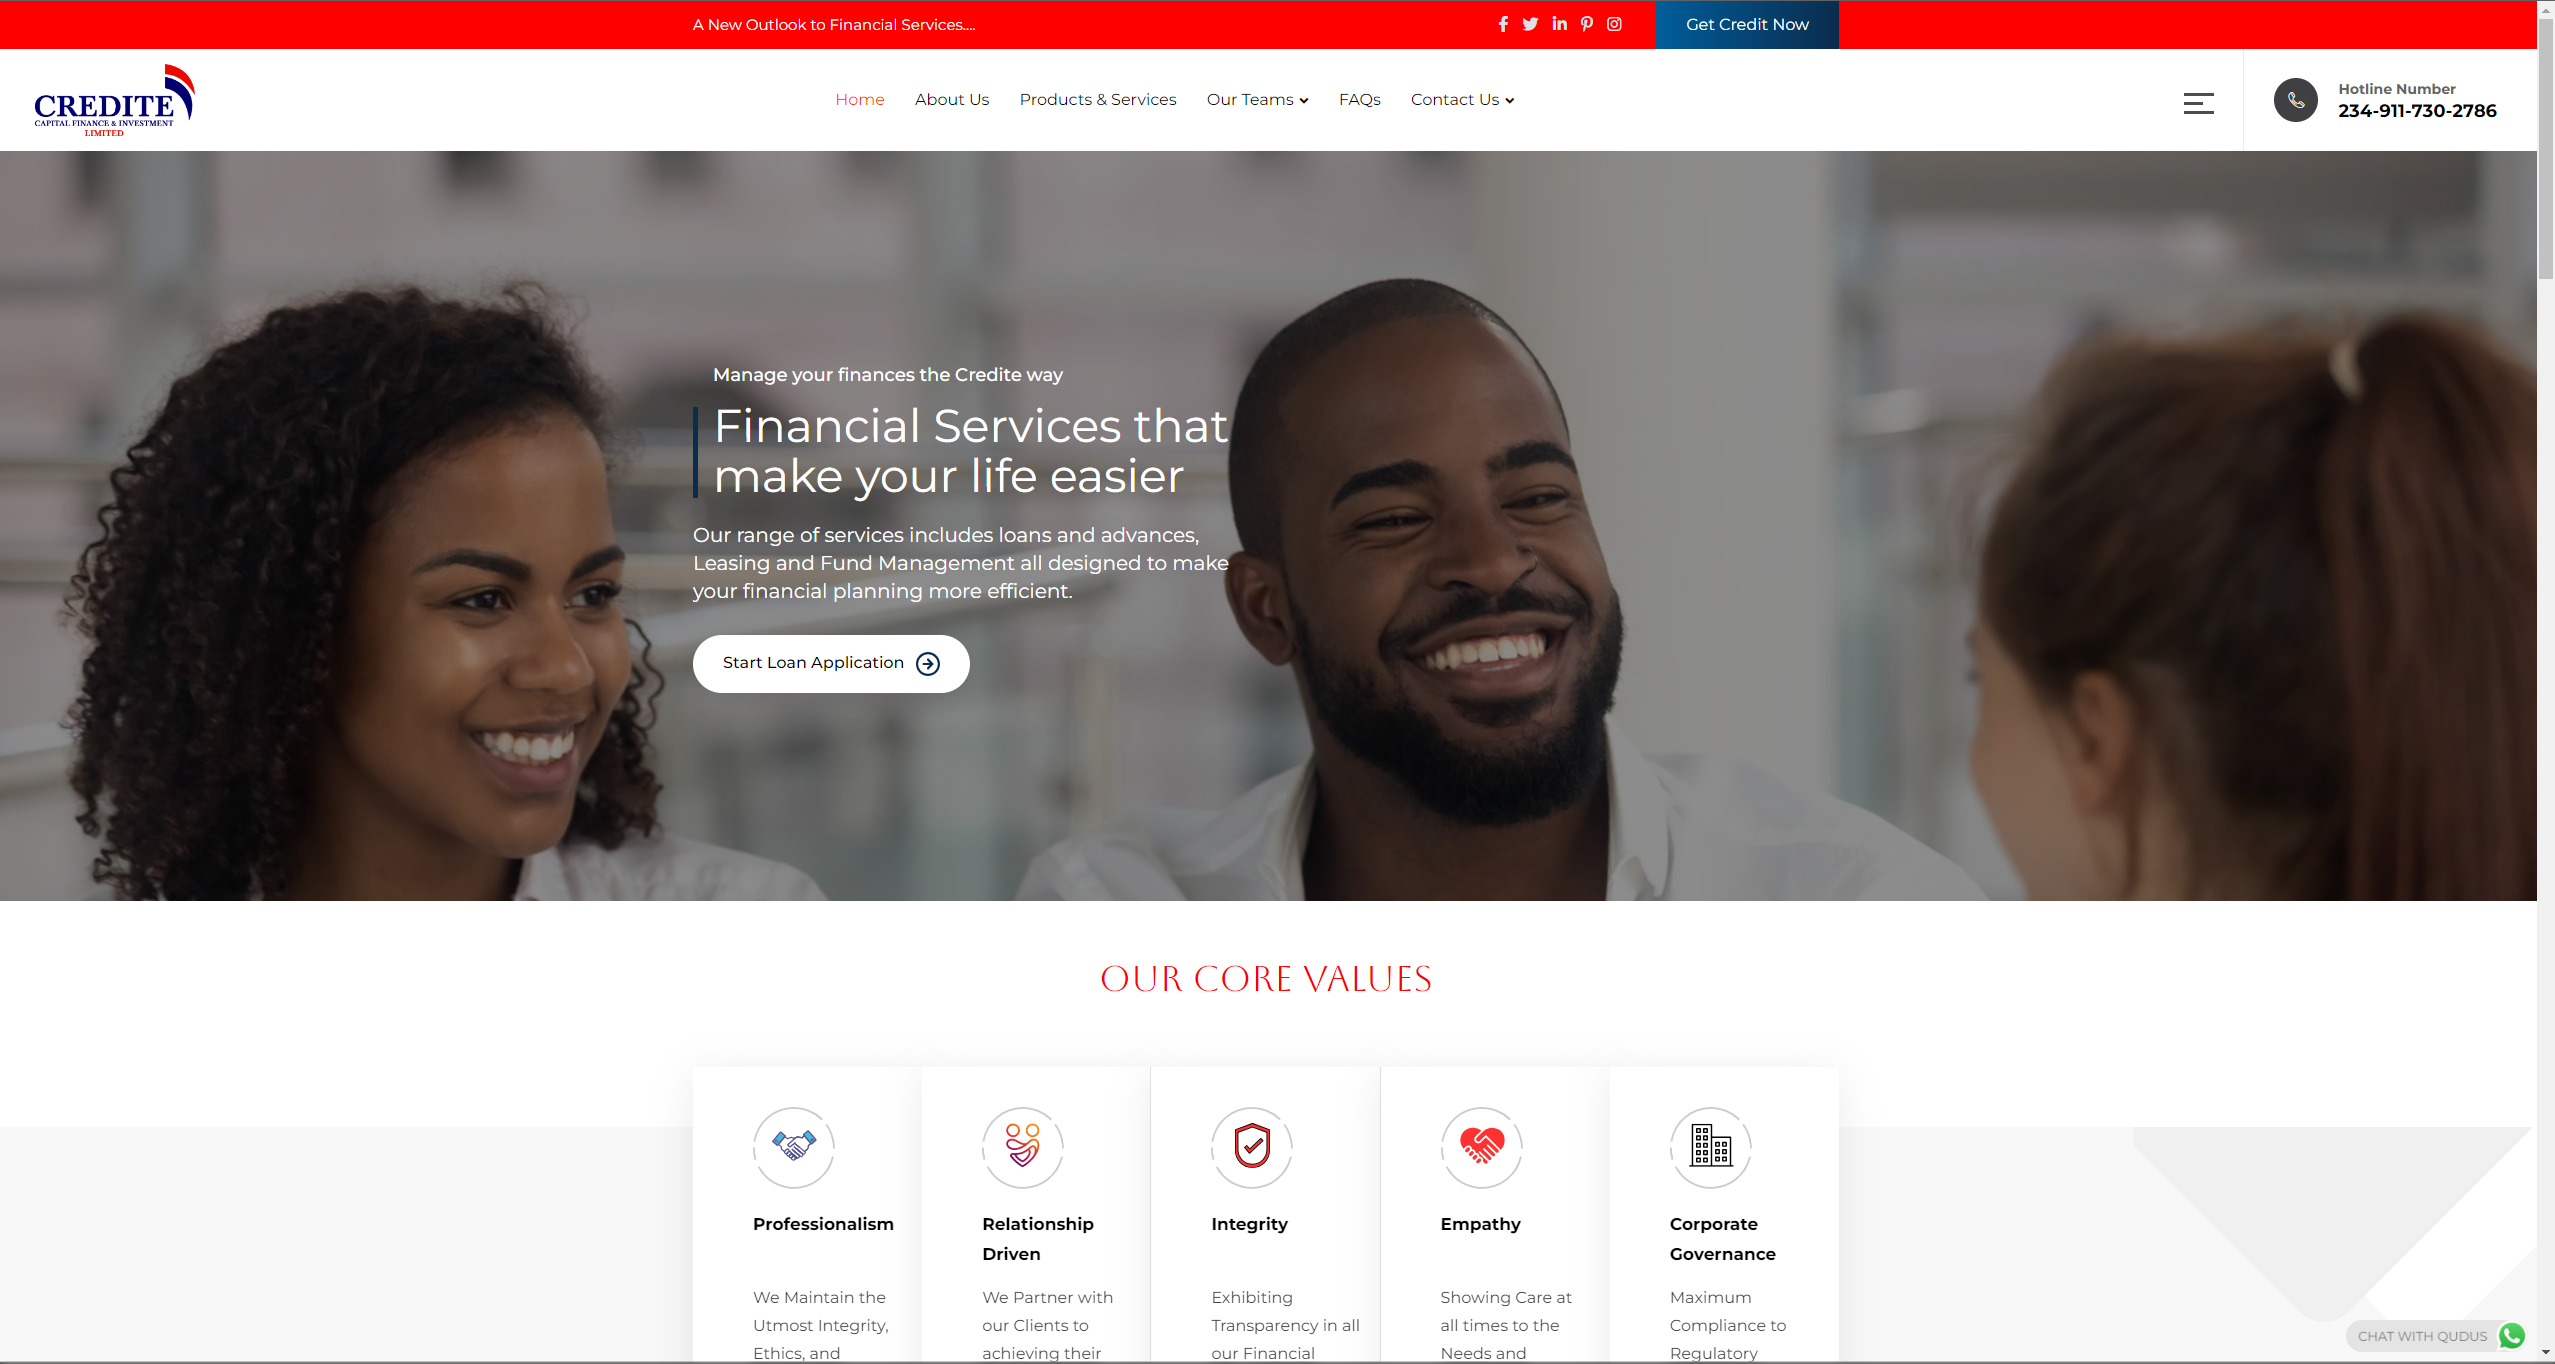 A New Outlook to Financial Services....
Get Credit Now
CREDITE
CAPITAL FINANCE & INVESTMENT
LIMITED
Home
About Us
Products & Services
Our Teams
FAQs
Contact Us
Hotline Number
234-911-730-2786
Manage your finances the Credite way
Financial Services that
make your life easier
Our range of services includes loans and advances,
Leasing and Fund Management all designed to make
your financial planning more efficient.
Start Loan Application
OUR CORE VALUES
Professionalism
We Maintain the
Utmost Integrity,
Ethics, and
Relationship
Driven
We Partner with
our Clients to
achieving their
Integrity
Exhibiting
Transparency in all
our Financial
Empathy
Showing Care at
all times to the
Needs and
Corporate
Governance
Maximum
Compliance to
Regulatory
CHAT WITH QUDUS